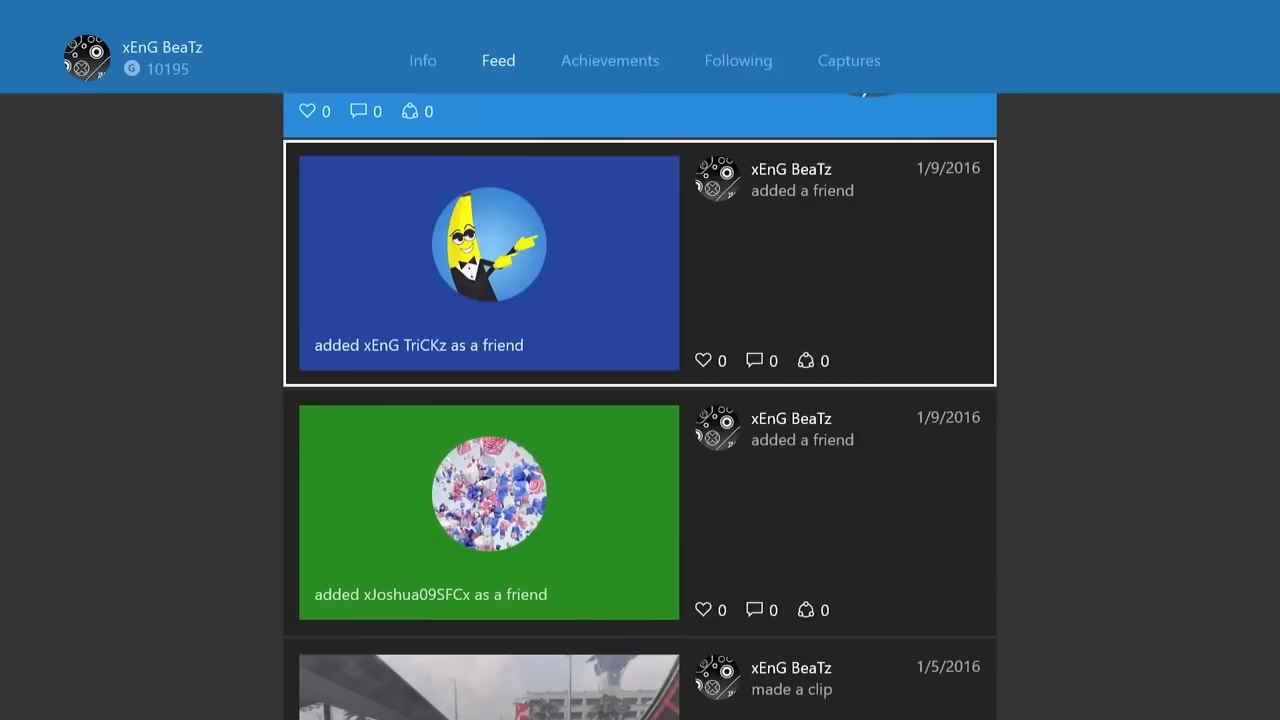 xEnG BeaTz
G 10195
Info
Feed
Achievements
Following
Captures
0 0 0
added xEnG TriCKz as a friend
xEnG BeaTz
added a friend
1/9/2016
0 0 0
added xJoshua09SFCx as a friend
xEnG BeaTz
added a friend
1/9/2016
0 0 0
xEnG BeaTz
made a clip
1/5/2016